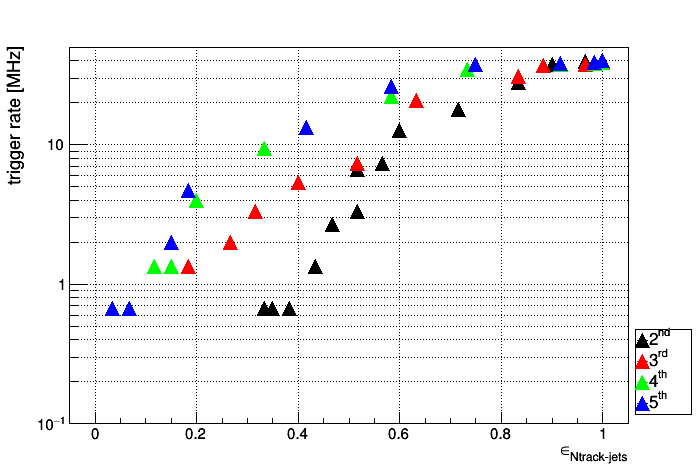 trigger rate [MHz]
10
1
10⁻¹
0 0.2 0.4 0.6 0.8 1
∈Ntrack-jets
2nd
3rd
4th
5th